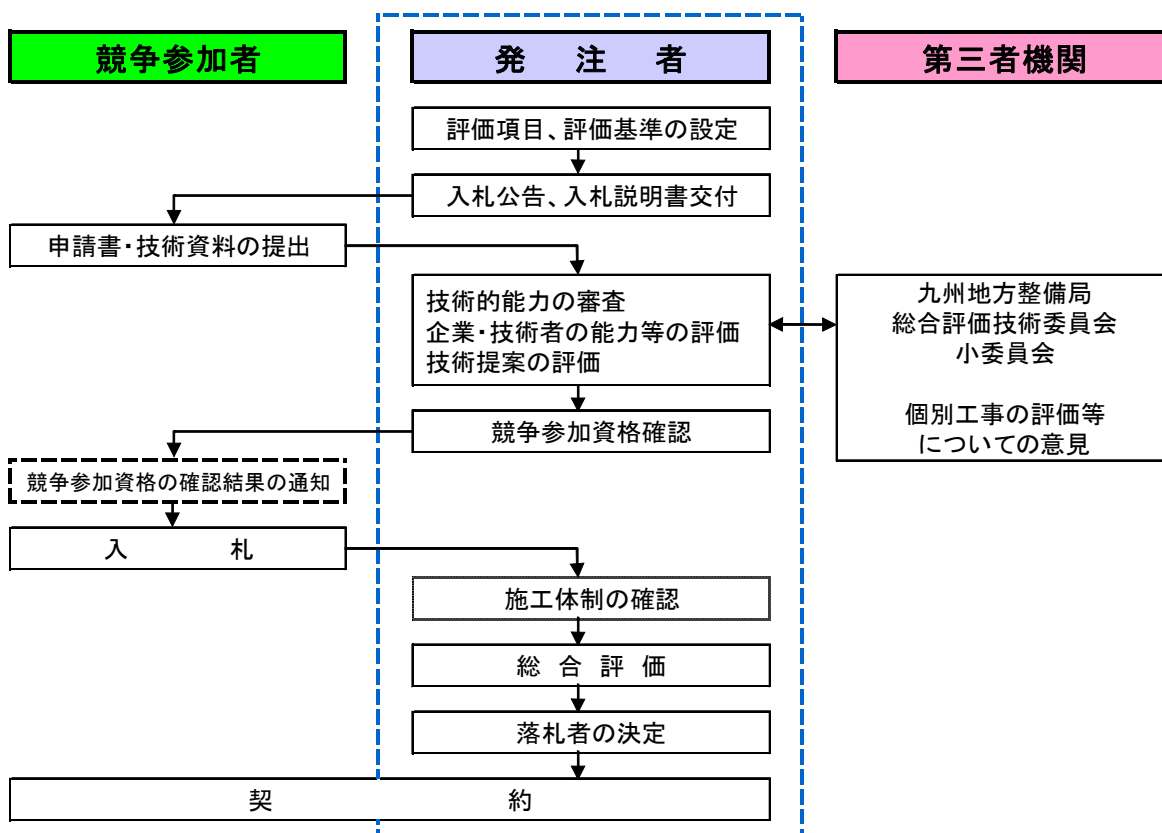 競争参加者
発　注　者
第三者機関
評価項目、評価基準の設定
入札公告、入札説明書交付
申請書・技術資料の提出
技術的能力の審査
企業・技術者の能力等の評価
技術提案の評価
九州地方整備局
総合評価技術委員会
小委員会
個別工事の評価等
についての意見
競争参加資格確認
競争参加資格の確認結果の通知
入　　　　札
施工体制の確認
総 合 評 価
落札者の決定
契　　　　　　　　約